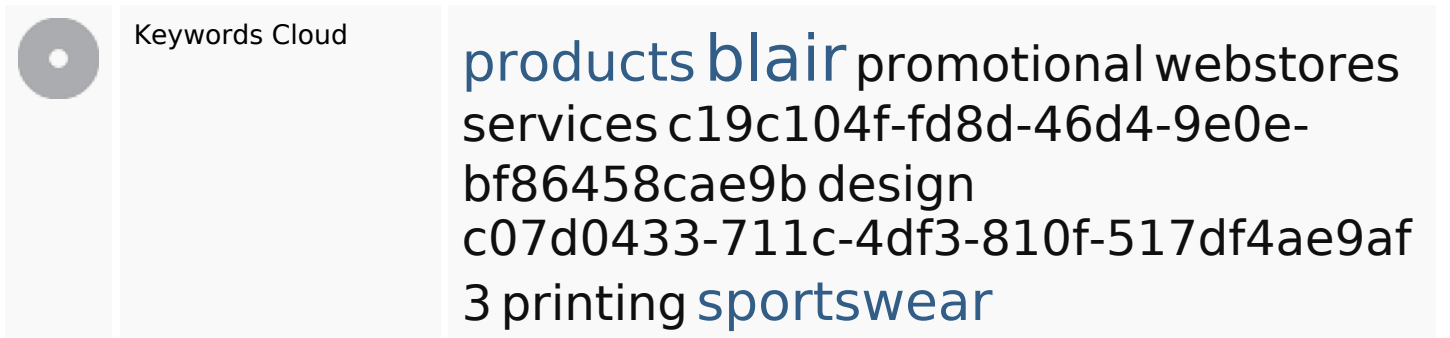 Keywords Cloud
products blair promotional webstores
services c19c104f-fd8d-46d4-9e0e-
bf86458cae9b design
c07d0433-711c-4df3-810f-517df4ae9af
3 printing sportswear